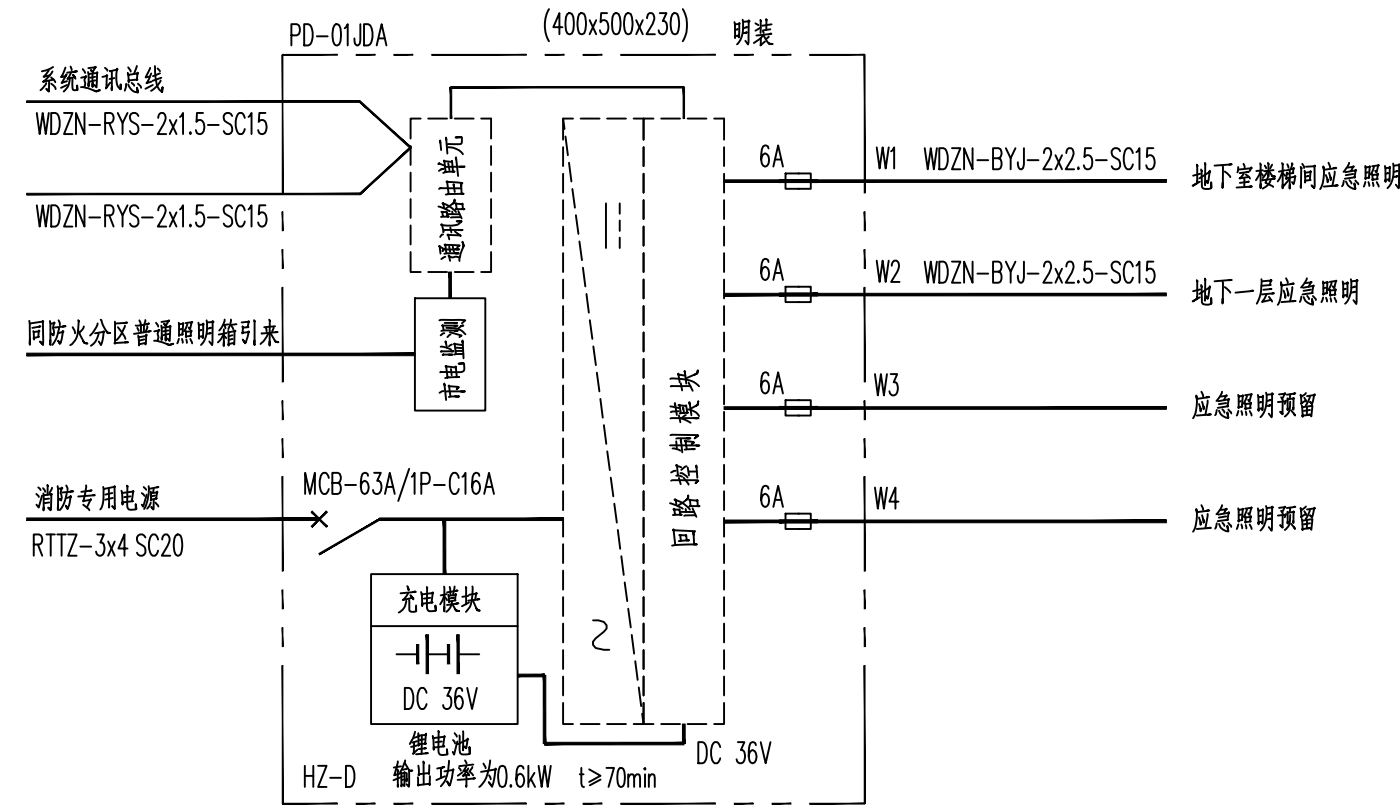 PD-01JDA
(400x500x230)
明装
系统通讯总线
WDZN-RYS-2x1.5-SC15
WDZN-RYS-2x1.5-SC15
同防火分区普通照明箱引来
消防专用电源
RTTZ-3x4 SC20
通讯路由单元
市电监测
MCB-63A/1P-C16A
充电模块
DC 36V
锂电池
HZ-D 输出功率为0.6kW t≥70min
回路控制模块
DC 36V
6A W1 WDZN-BYJ-2x2.5-SC15 地下室楼梯间应急照明
6A W2 WDZN-BYJ-2x2.5-SC15 地下一层应急照明
6A W3 应急照明预留
6A W4 应急照明预留